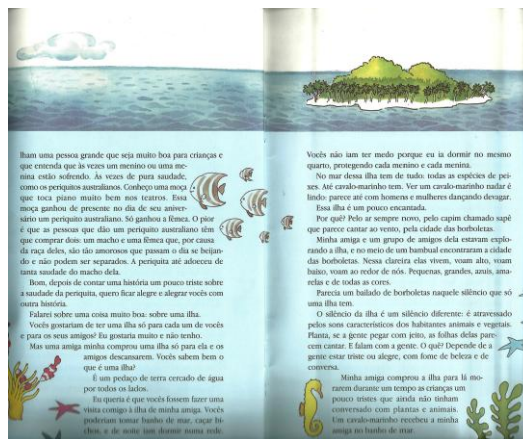 lham uma pessoa grande que seja muito boa para crianças e
que entenda que às vezes um menino ou uma me-
nina estão sofrendo. Às vezes de pura saudade,
como os periquitos australianos. Conheço uma moça
que toca piano muito bem nos teatros. Essa
moça ganhou de presente no dia de seu aniver-
sário um periquito australiano. Só ganhou a fêmea. O pior
é que as pessoas que dão um periquito australiano têm
que comprar dois: um macho e uma fêmea que, por causa
da raça deles, são tão amorosos que passam o dia se beijan-
do e não podem ser separados. A periquita até adoeceu de
tanta saudade do macho dela.
Bom, depois de contar uma história um pouco triste sobre
a saudade da periquita, quero ficar alegre e alegrar vocês com
outra história.
Falarei sobre uma coisa muito boa: sobre uma ilha.
Vocês gostariam de ter uma ilha só para cada um de vocês
e para os seus amigos? Eu gostaria muito e não tenho.
Mas uma amiga minha comprou uma ilha só para ela e os
amigos descansarem. Vocês sabem bem o
que é uma ilha?
É um pedaço de terra cercado de água
por todos os lados.
Eu queria é que vocês fossem fazer uma
visita comigo à ilha de minha amiga. Vocês
poderiam tomar banho de mar, caçar bi-
chos, e de noite iam dormir numa rede.
Vocês não iam ter medo porque eu ia dormir no mesmo
quarto, protegendo cada menino e cada menina.
Essa ilha é um pouco encantada.
No mar dessa ilha tem de tudo: todas as espécies de pei-
xes. Até cavalo-marinho tem. Ver um cavalo-marinho nadar é
lindo: parece até com homens e mulheres dançando devagar.
Por quê? Pelo ar sempre novo, pelo capim chamado sapé
que parece cantar ao vento, pela cidade das borboletas.
Minha amiga e um grupo de amigos dela estavam explo-
rando a ilha, e no meio de um bambual encontraram a cidade
das borboletas. Nessa clareira elas vivem, voam alto, voam
baixo, voam ao redor de nós. Pequenas, grandes, azuis, ama-
relas e de todas as cores.
Parecia um bailado de borboletas naquele silêncio que só
uma ilha tem.
O silêncio da ilha é um silêncio diferente: é atravessado
pelos sons característicos dos habitantes animais e vegetais.
Planta, se a gente pegar com jeito, as folhas delas pare-
cem cantar. E falam com a gente. O quê? Depende de a
gente estar triste ou alegre, com fome de beleza e de
conversa.
Minha amiga comprou a ilha para lá mo-
rarem durante um tempo as crianças um
pouco tristes que ainda não tinham
conversado com plantas e animais.
Um cavalo-marinho recebeu a minha
amiga no banho de mar.